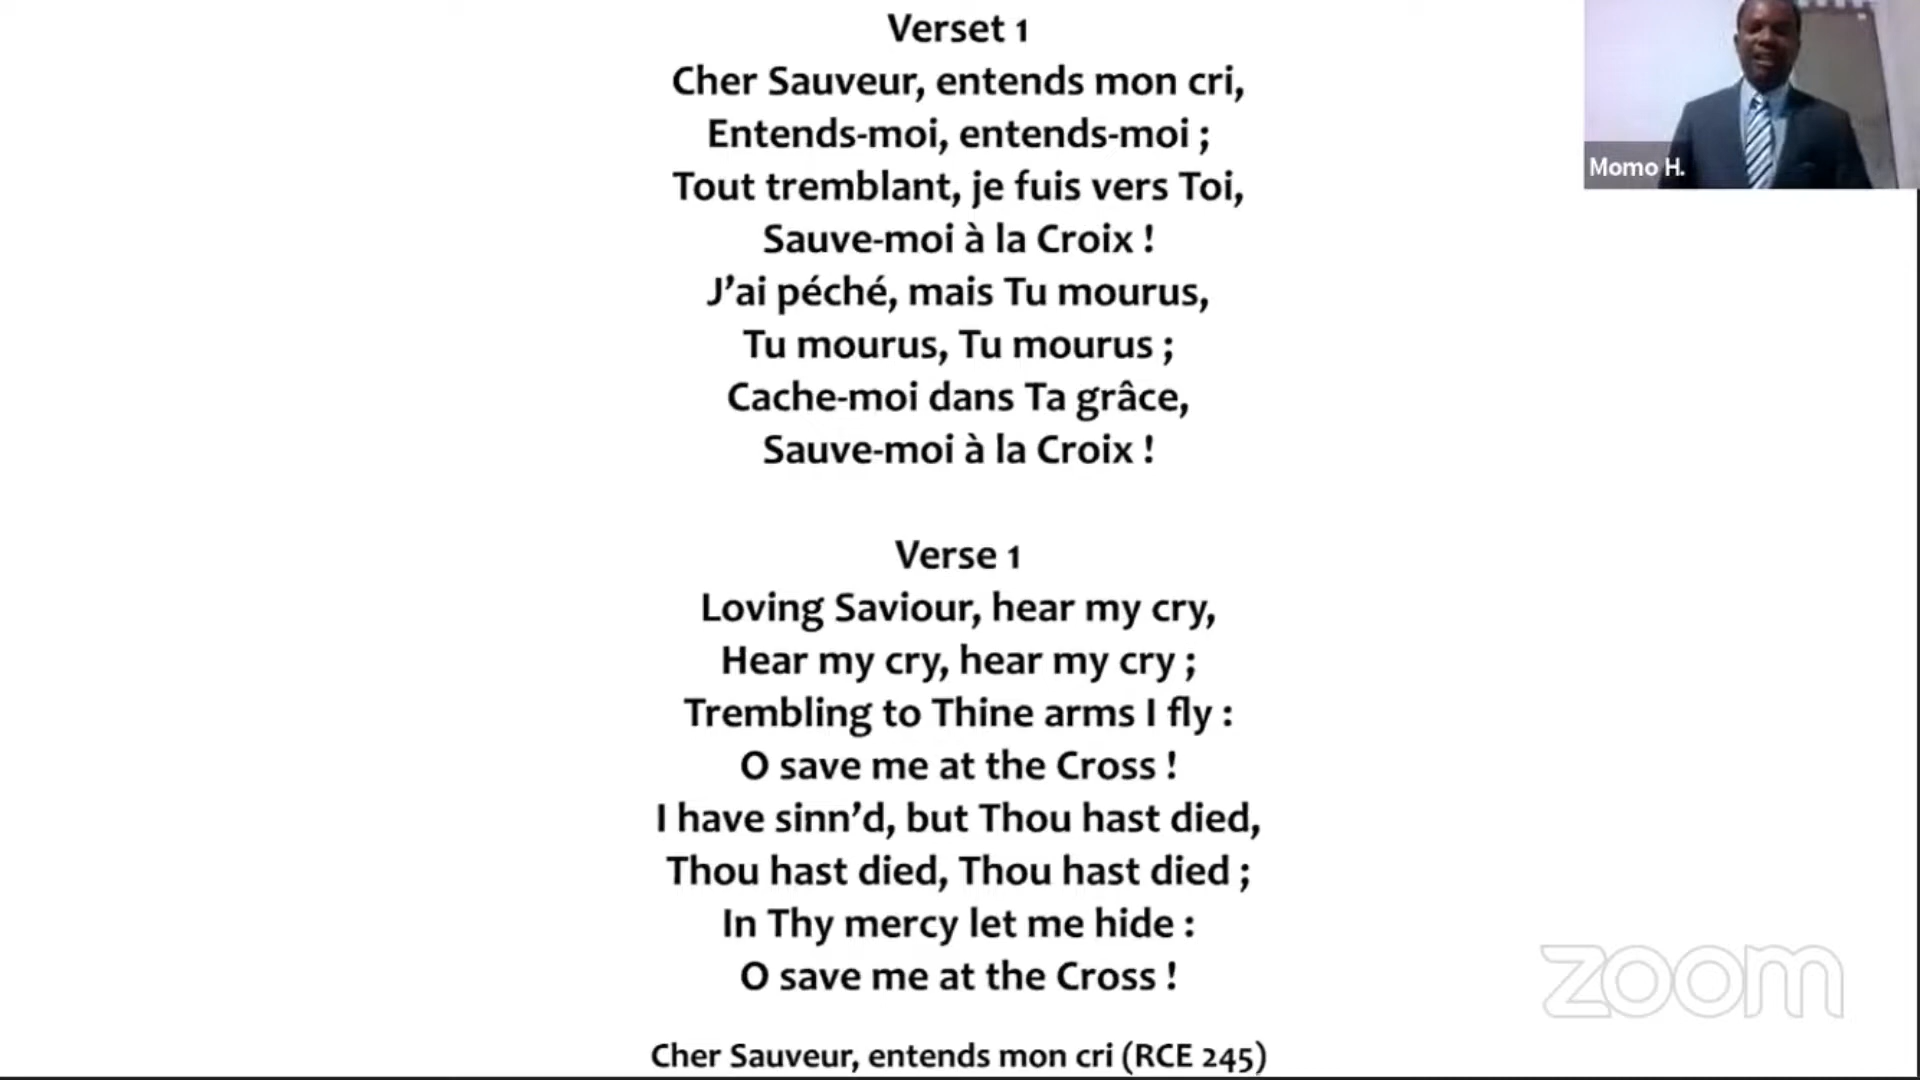 Verset 1
Cher Sauveur, entends mon cri,
Entends-moi, entends-moi ;
Tout tremblant, je fuis vers Toi,
Sauve-moi à la Croix !
J’ai péché, mais Tu mourus,
Tu mourus, Tu mourus ;
Cache-moi dans Ta grâce,
Sauve-moi à la Croix !
Verse 1
Loving Saviour, hear my cry,
Hear my cry, hear my cry ;
Trembling to Thine arms I fly :
O save me at the Cross !
I have sinn’d, but Thou hast died,
Thou hast died, Thou hast died ;
In Thy mercy let me hide :
O save me at the Cross !
Cher Sauveur, entends mon cri (RCE 245)
Momo H.
zoom